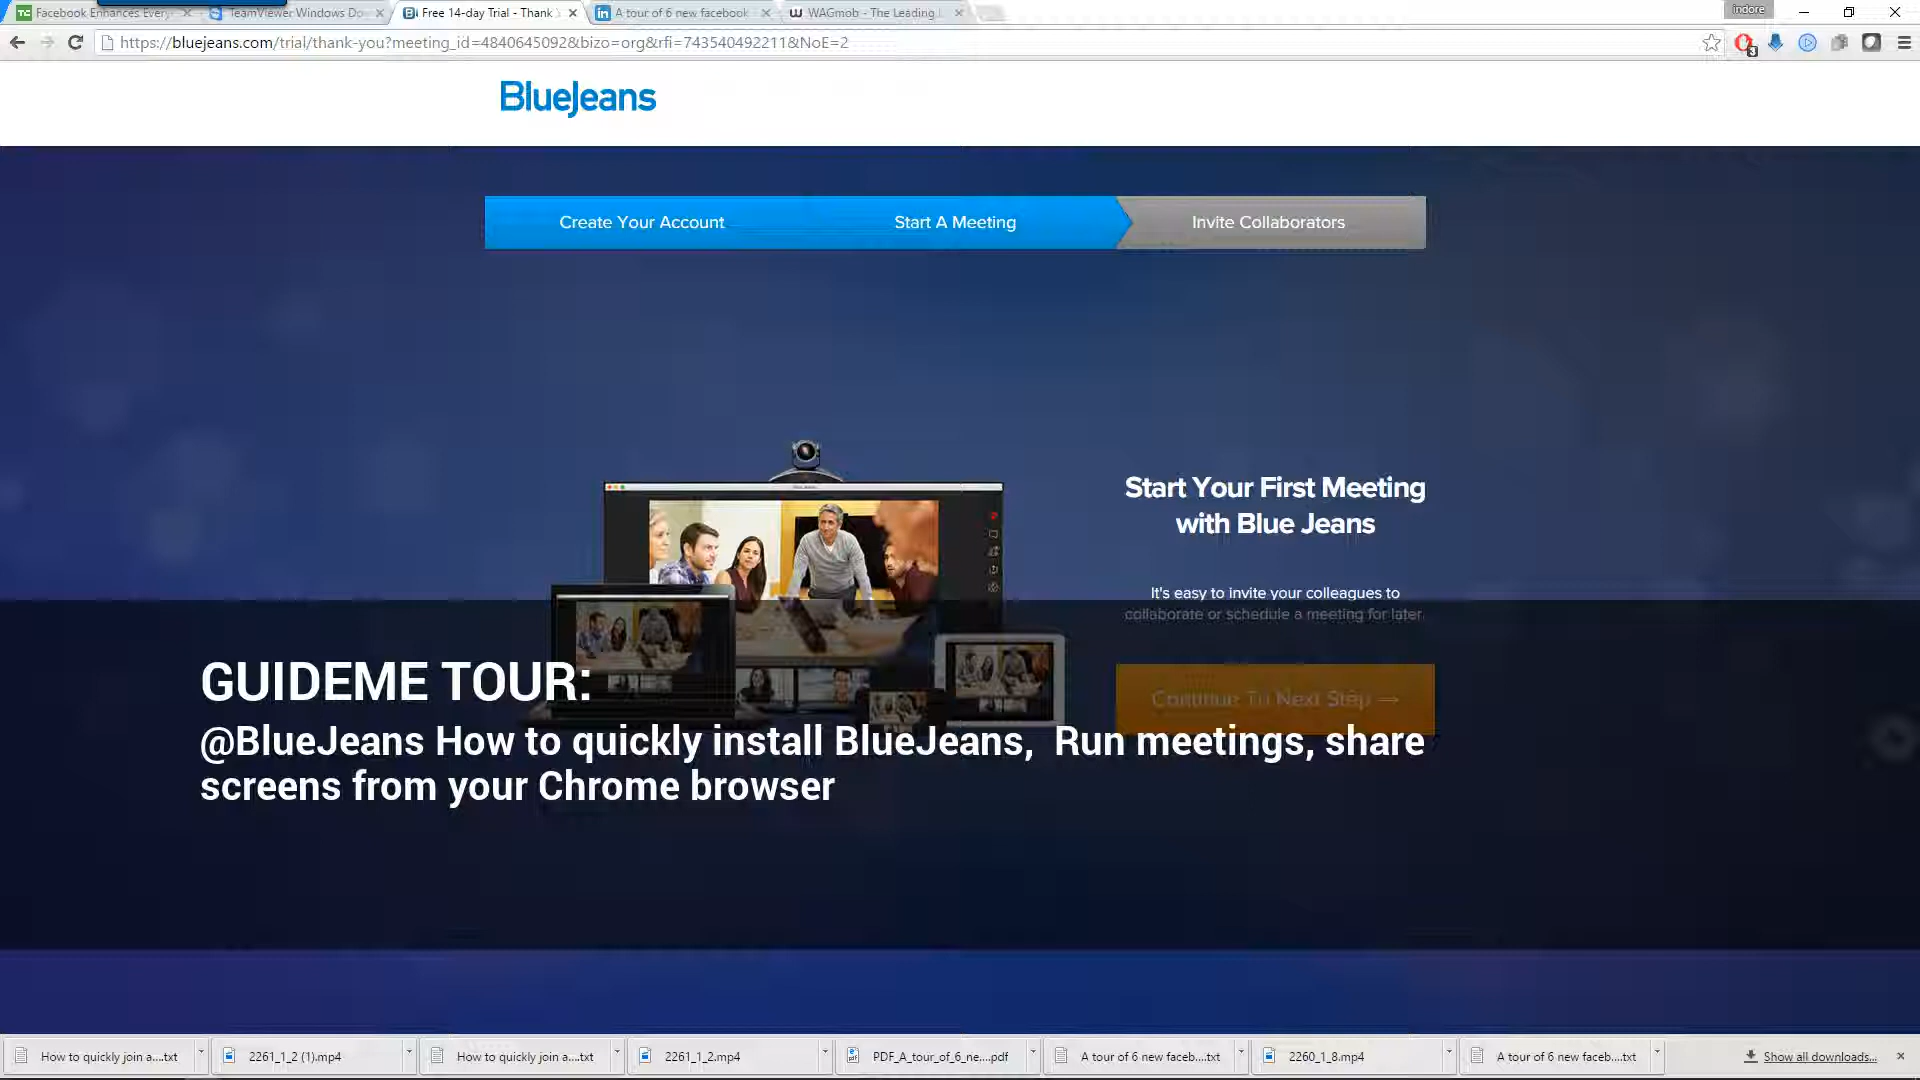 Facebook Enhances Every
TeamViewer Windows Do
Free 14-day Trial - Thank
A tour of 6 new facebook
WAGmob - The Leading
Indore
https://bluejeans.com/trial/thank-you?meeting_id=4840645092&bizo=org&rfi=743540492211&NoE=2
3
BlueJeans
Create Your Account
Start A Meeting
Invite Collaborators
Start Your First Meeting
with Blue Jeans
It's easy to invite your colleagues to
collaborate or schedule a meeting for later.
Continue To Next Step →
GUIDEME TOUR:
@BlueJeans How to quickly install BlueJeans, Run meetings, share
screens from your Chrome browser
How to quickly join a....txt
2261_1_2 (1).mp4
How to quickly join a....txt
2261_1_2.mp4
PDF_A_tour_of_6_ne....pdf
A tour of 6 new faceb....txt
2260_1_8.mp4
A tour of 6 new faceb....txt
Show all downloads...